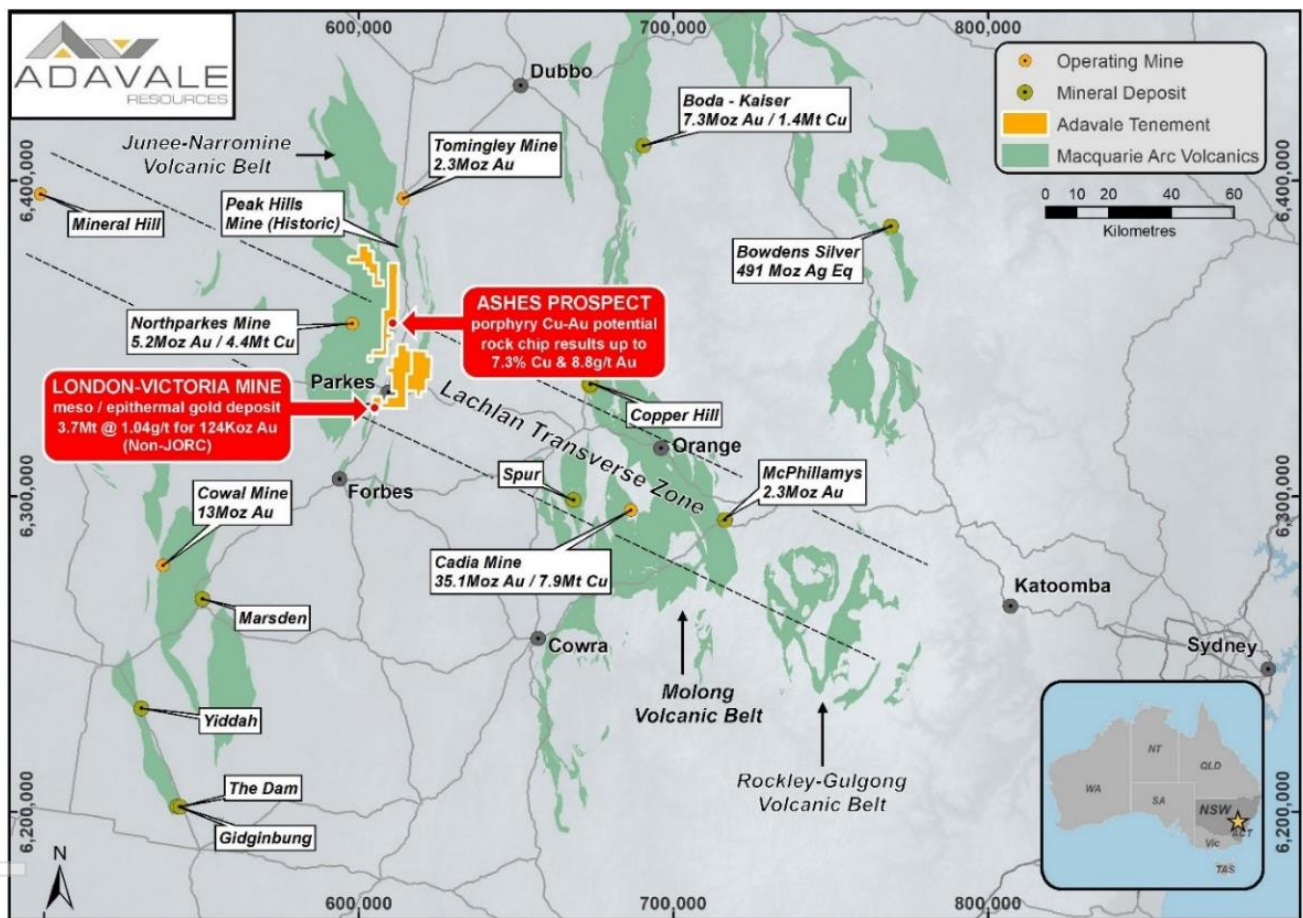 ADAVALE
RESOURCES
600,000
700,000
800,000
Operating Mine
Mineral Deposit
Adavale Tenement
Macquarie Arc Volcanics
0 10 20 40 60
Kilometres
Dubbo
Boda - Kaiser
7.3Moz Au / 1.4Mt Cu
Junee-Narromine
Volcanic Belt
Tomingley Mine
2.3Moz Au
6,400,000
6,400,000
Mineral Hill
Peak Hills
Mine (Historic)
Bowdens Silver
491 Moz Ag Eq
ASHES PROSPECT
porphyry Cu-Au potential
rock chip results up to
7.3% Cu & 8.8g/t Au
Northparkes Mine
5.2Moz Au / 4.4Mt Cu
Parkes
LONDON-VICTORIA MINE
meso / epithermal gold deposit
3.7Mt @ 1.04g/t for 124Koz Au
(Non-JORC)
Lachlan Transverse Zone
Copper Hill
Orange
Forbes
Spur
McPhillamys
2.3Moz Au
6,300,000
6,300,000
Cowal Mine
13Moz Au
Cadia Mine
35.1Moz Au / 7.9Mt Cu
Marsden
Katoomba
Cowra
Sydney
Molong
Volcanic Belt
Yiddah
Rockley-Gulgong
Volcanic Belt
The Dam
Gidginbung
6,200,000
6,200,000
NT
QLD
WA
SA
NSW
ACT
Vic
TAS
N
600,000
700,000
800,000